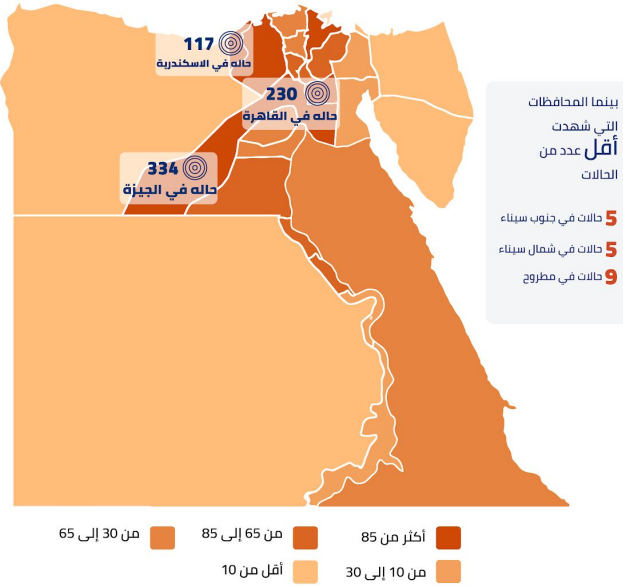 117
حاله في الاسكندرية
230
حاله في القاهرة
334
حاله في الجيزة
بينما المحافظات
التي شهدت
أقل عدد من
الحالات
5 حالات في جنوب سيناء
5 حالات في شمال سيناء
9 حالات في مطروح
أكثر من 85
من 65 إلى 85
من 30 إلى 65
من 10 إلى 30
أقل من 10